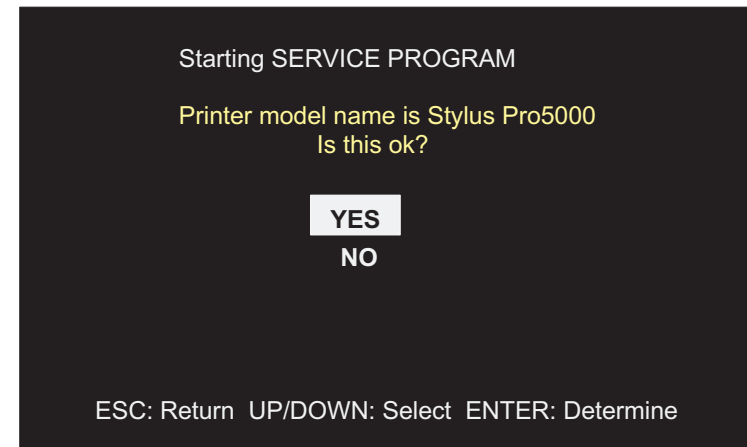 Starting SERVICE PROGRAM
Printer model name is Stylus Pro5000
Is this ok?
YES
NO
ESC: Return UP/DOWN: Select ENTER: Determine